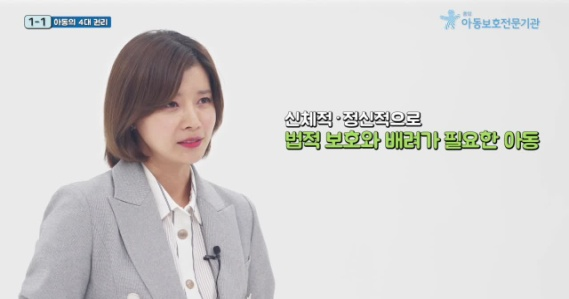 1-1 아동의 4대 권리
아동보호전문기관
신체적·정신적으로
법적 보호와 배려가 필요한 아동